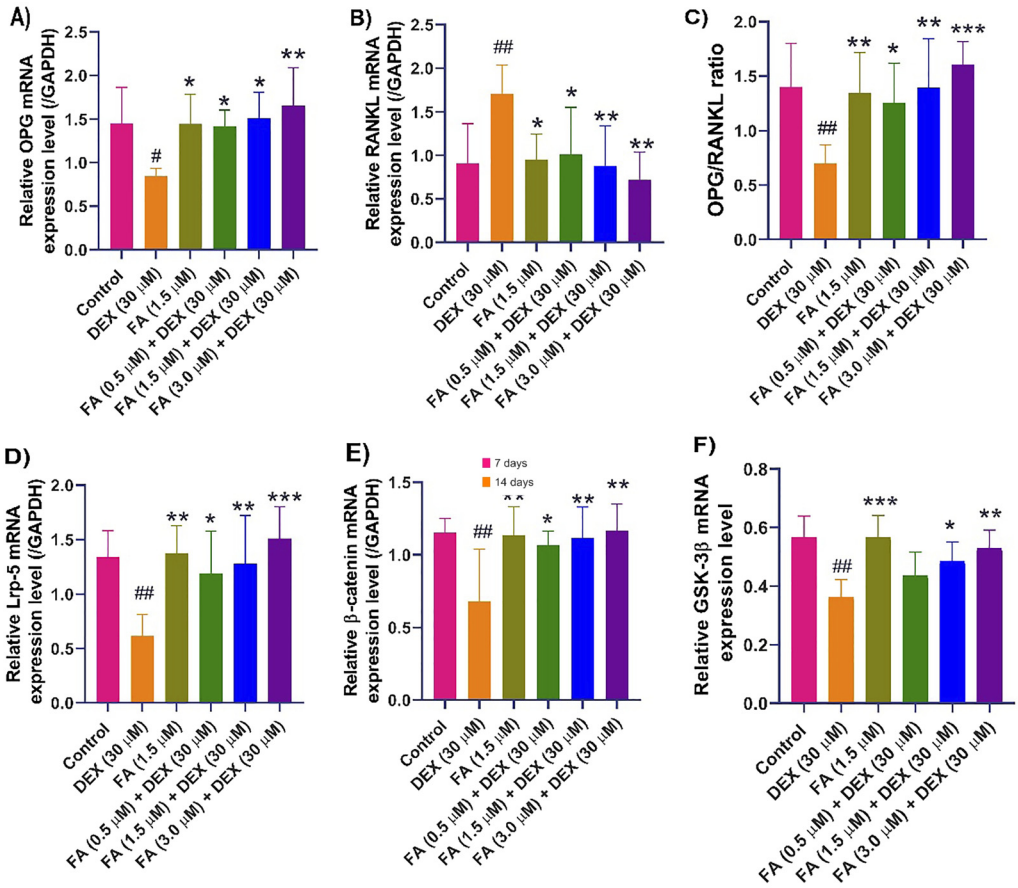 A)
Relative OPG mRNA
expression level (/GAPDH)
2.5
2.0
1.5
1.0
0.5
0.0
#
*
*
*
**
Control
DEX (30 μM)
FA (1.5 μM)
FA (0.5 μM) + DEX (30 μM)
FA (1.5 μM) + DEX (30 μM)
FA (3.0 μM) + DEX (30 μM)
B)
Relative RANKL mRNA
expression level (/GAPDH)
2.5
2.0
1.5
1.0
0.5
0.0
##
*
*
**
**
Control
DEX (30 μM)
FA (1.5 μM)
FA (0.5 μM) + DEX (30 μM)
FA (1.5 μM) + DEX (30 μM)
FA (3.0 μM) + DEX (30 μM)
C)
OPG/RANKL ratio
2.0
1.5
1.0
0.5
0.0
##
**
*
**
***
Control
DEX (30 μM)
FA (1.5 μM)
FA (0.5 μM) + DEX (30 μM)
FA (1.5 μM) + DEX (30 μM)
FA (3.0 μM) + DEX (30 μM)
D)
Relative Lrp-5 mRNA
expression level (/GAPDH)
2.0
1.5
1.0
0.5
0.0
##
**
*
**
***
Control
DEX (30 μM)
FA (1.5 μM)
FA (0.5 μM) + DEX (30 μM)
FA (1.5 μM) + DEX (30 μM)
FA (3.0 μM) + DEX (30 μM)
E)
7 days
14 days
Relative β-catenin mRNA
expression level (/GAPDH)
1.5
1.0
0.5
0.0
##
**
*
**
**
Control
DEX (30 μM)
FA (1.5 μM)
FA (0.5 μM) + DEX (30 μM)
FA (1.5 μM) + DEX (30 μM)
FA (3.0 μM) + DEX (30 μM)
F)
Relative GSK-3β mRNA
expression level
0.8
0.6
0.4
0.2
0.0
##
***
*
**
Control
DEX (30 μM)
FA (1.5 μM)
FA (0.5 μM) + DEX (30 μM)
FA (1.5 μM) + DEX (30 μM)
FA (3.0 μM) + DEX (30 μM)